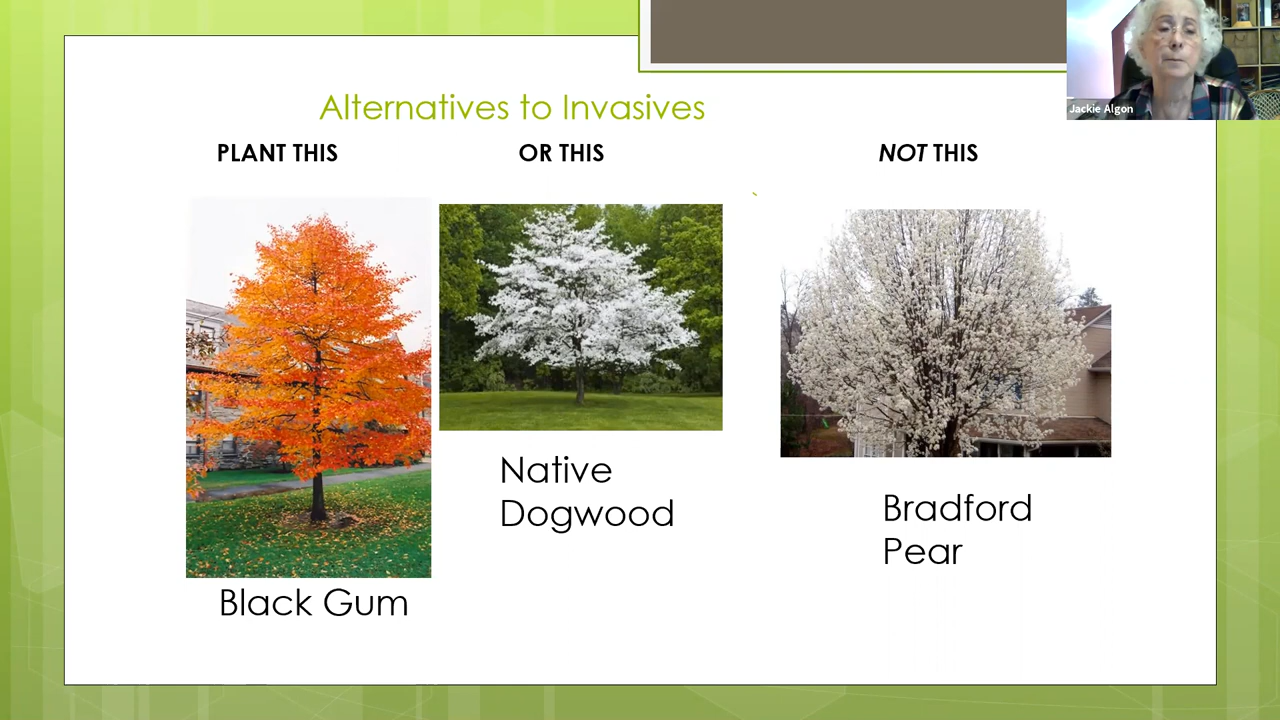 Jackie Algon
Alternatives to Invasives
PLANT THIS
OR THIS
NOT THIS
Native
Dogwood
Bradford
Pear
Black Gum